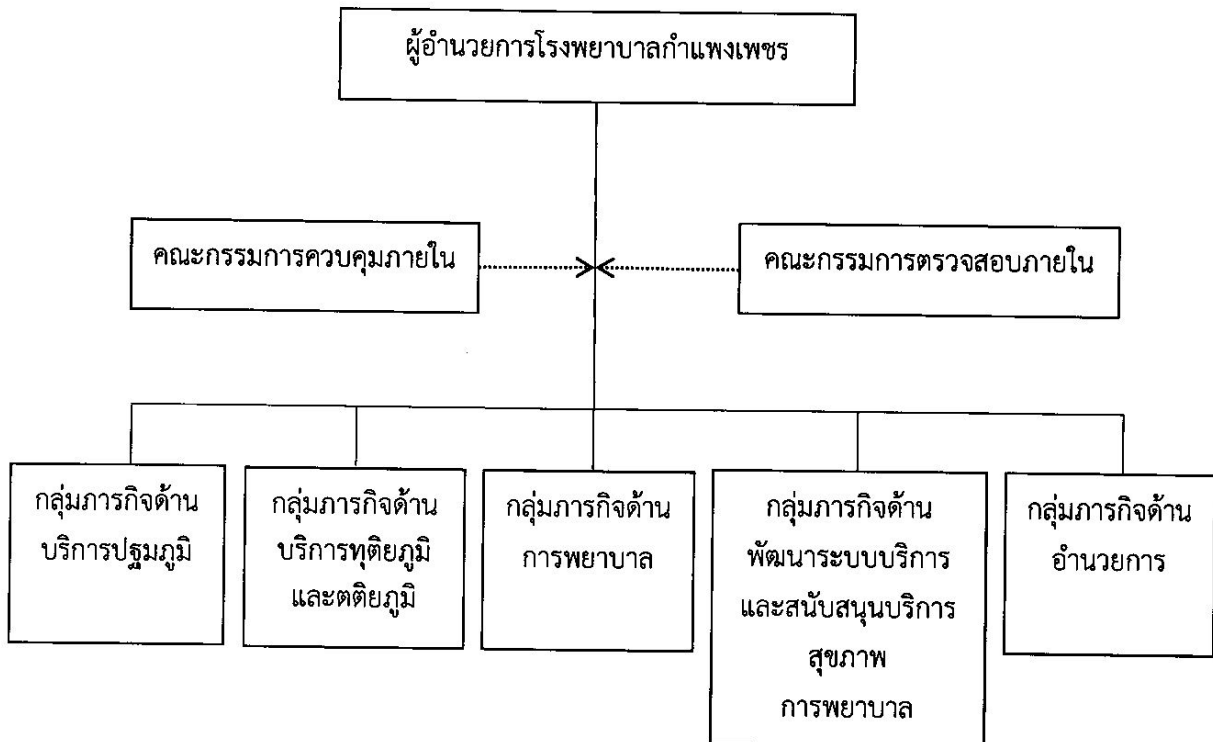 ผู้อำนวยการโรงพยาบาลกำแพงเพชร
คณะกรรมการควบคุมภายใน
คณะกรรมการตรวจสอบภายใน
กลุ่มภารกิจด้าน
บริการปฐมภูมิ
กลุ่มภารกิจด้าน
บริการทุติยภูมิ
และตติยภูมิ
กลุ่มภารกิจด้าน
การพยาบาล
กลุ่มภารกิจด้าน
พัฒนาระบบบริการ
และสนับสนุนบริการ
สุขภาพ
การพยาบาล
กลุ่มภารกิจด้าน
อำนวยการ